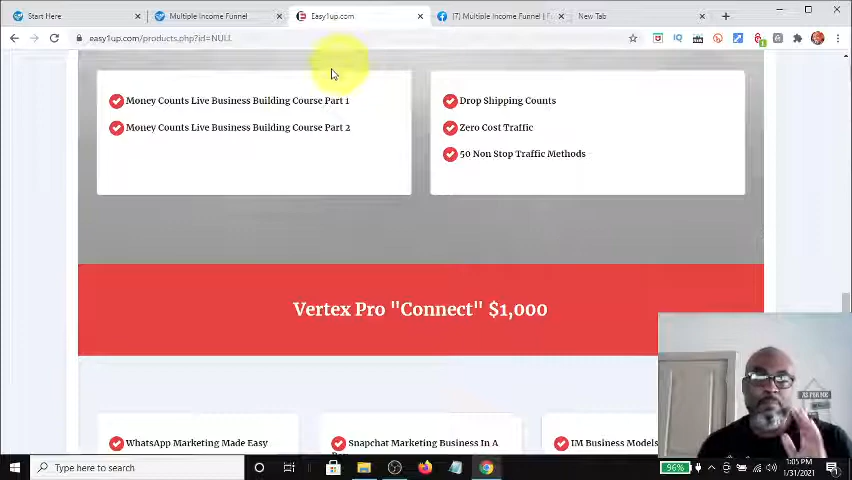 Start Here
Multiple Income Funnel
Easy1up.com
(7) Multiple Income Funnel | F
New Tab
easy1up.com/products.php?id=NULL
Money Counts Live Business Building Course Part 1
Money Counts Live Business Building Course Part 2
Drop Shipping Counts
Zero Cost Traffic
50 Non Stop Traffic Methods
Vertex Pro "Connect" $1,000
WhatsApp Marketing Made Easy
Snapchat Marketing Business In A
IM Business Models
Type here to search
96%
1:05 PM
1/31/2021